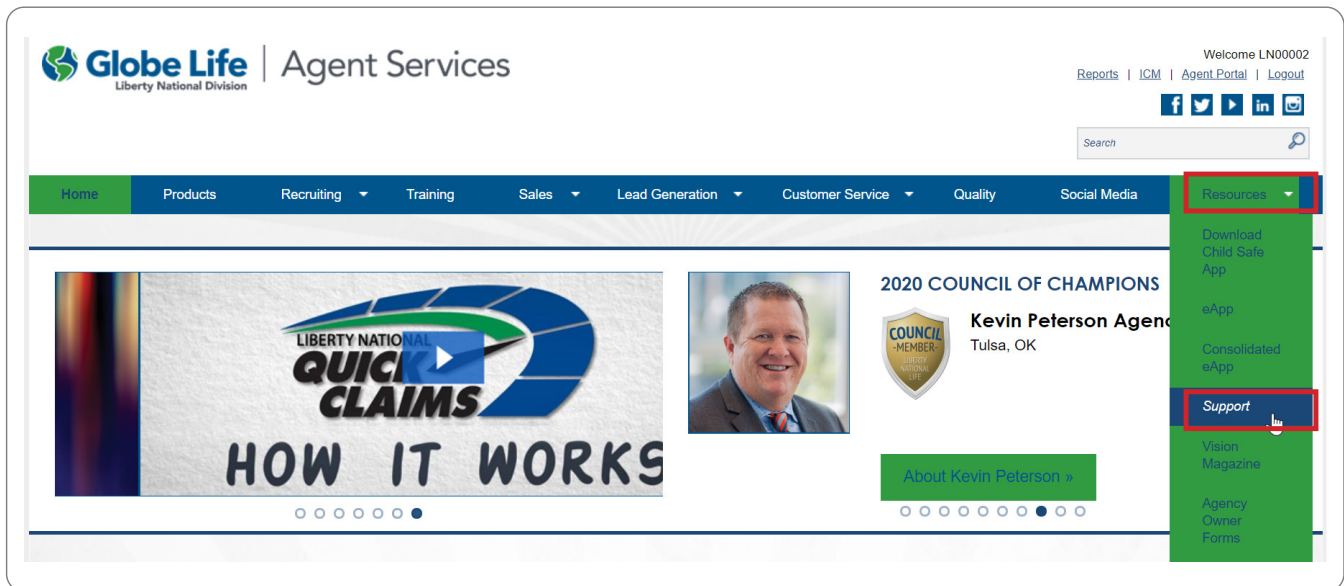 Globe Life
Liberty National Division
Agent Services
Welcome LN00002
Reports | ICM | Agent Portal | Logout
Search
Home Products Recruiting Training Sales Lead Generation Customer Service Quality Social Media Resources
Download
Child Safe
App
eApp
Consolidated
eApp
Support
Vision
Magazine
Agency
Owner
Forms
LIBERTY NATIONAL
QUICK
CLAIMS
HOW IT WORKS
2020 COUNCIL OF CHAMPIONS
COUNCIL
-MEMBER-
LIBERTY
NATIONAL
LIFE
Kevin Peterson Agenc
Tulsa, OK
About Kevin Peterson »